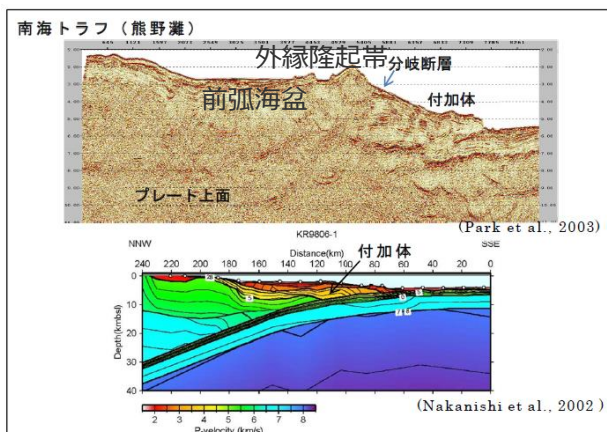 南海トラフ（熊野灘）
外縁隆起帯
分岐断層
前弧海盆
付加体
プレート上面
(Park et al., 2003)
KR9806-1
NNW
Distance(km)
SSE
付加体
240 220 200 180 160 140 120 100 80 60 40 20 0
0
10
20
30
40
Depth(kmbsl)
2 3 4 5 6 7 8
P-velocity (km/s)
(Nakanishi et al., 2002)